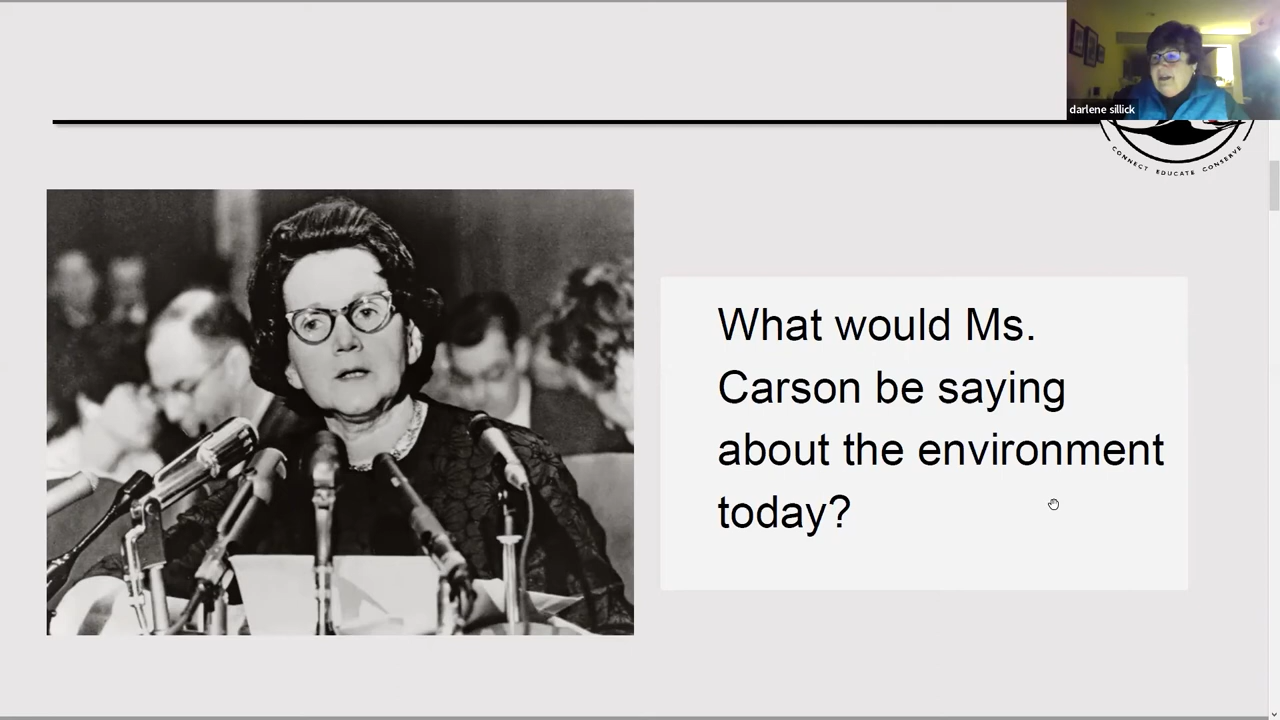 darlene sillick
CONNECT EDUCATE CONSERVE
What would Ms.
Carson be saying
about the environment
today?